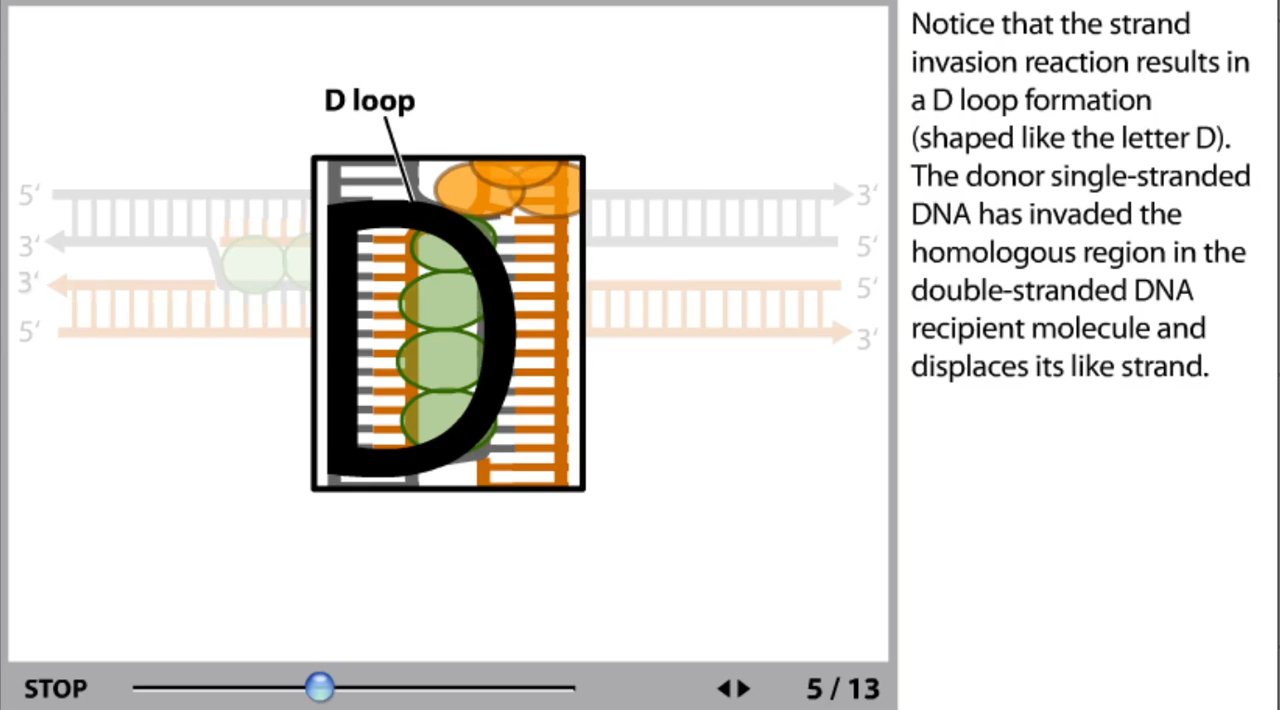 D loop
5‘ 3‘
3‘ 5‘
3‘ 5‘
5‘ 3‘
D
STOP 5 / 13
Notice that the strand
invasion reaction results in
a D loop formation
(shaped like the letter D).
The donor single-stranded
DNA has invaded the
homologous region in the
double-stranded DNA
recipient molecule and
displaces its like strand.